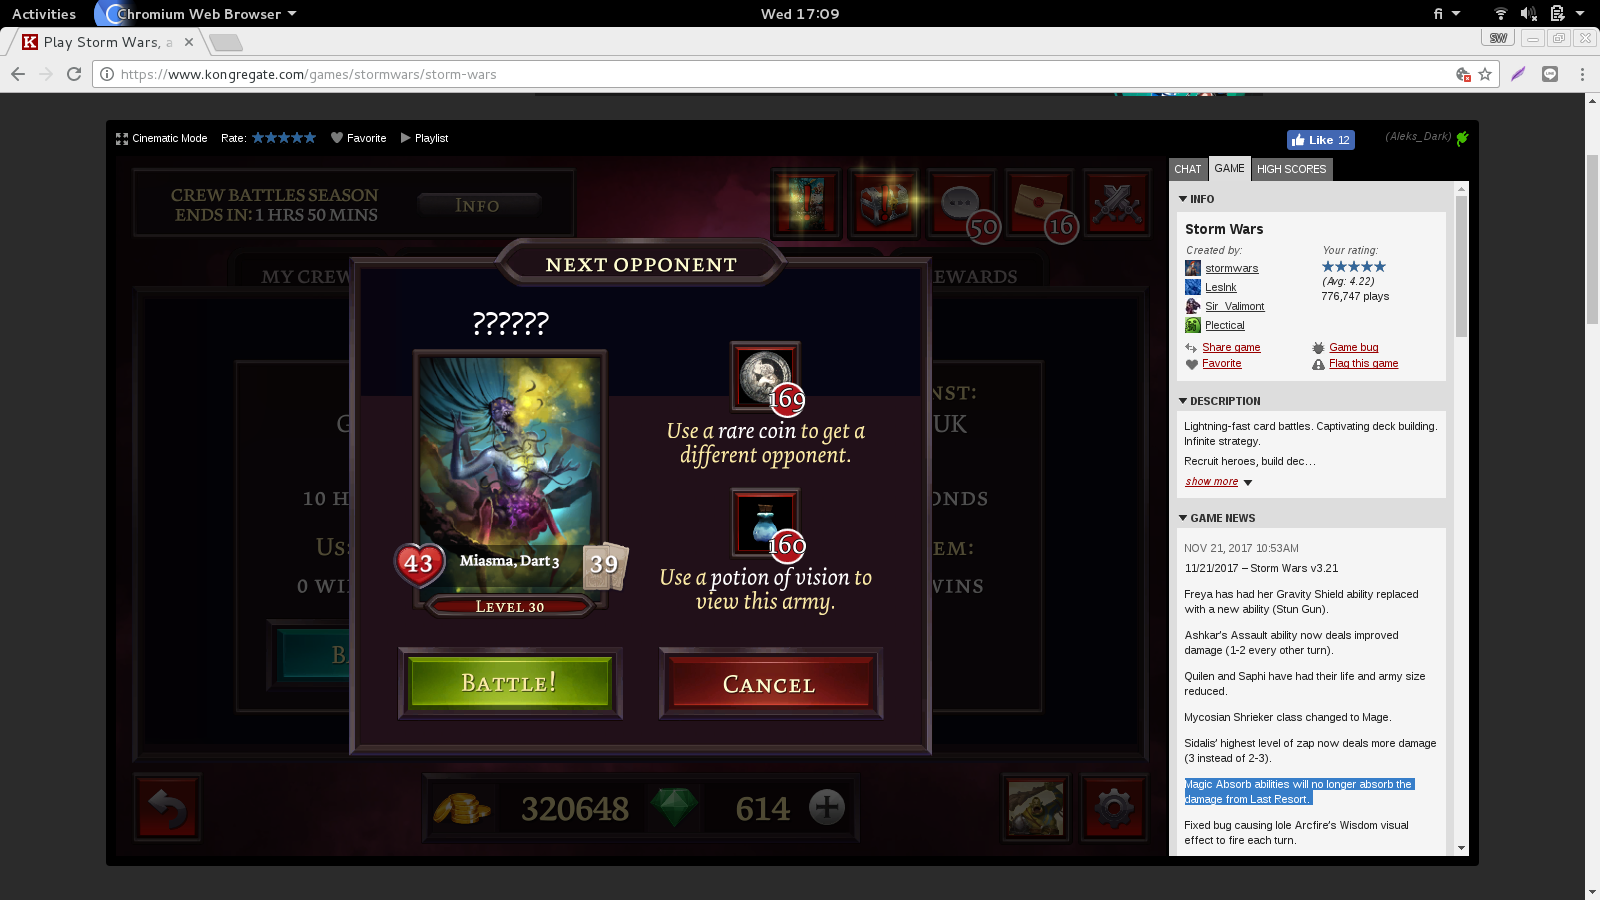 Activities
Chromium Web Browser
Wed 17:09
fi
Play Storm Wars, a
SW
https://www.kongregate.com/games/stormwars/storm-wars
Cinematic Mode
Rate:
Favorite
Playlist
Like 12
(Aleks_Dark)
CREW BATTLES SEASON
ENDS IN: 1 HRS 50 MINS
INFO
50
16
MY CREW
NEXT OPPONENT
EWARDS
??????
169
Use a rare coin to get a
different opponent.
NST:
UK
10 H
ONDS
160
Use a potion of vision to
view this army.
43
Miasma, Dart 3
39
LEVEL 30
US
EM:
0 WI
WINS
BATTLE!
CANCEL
320648
614
CHAT
GAME
HIGH SCORES
INFO
Storm Wars
Created by:
stormwars
LesInk
Sir_Valimont
Plectical
Your rating:
(Avg: 4.22)
776,747 plays
Share game
Game bug
Favorite
Flag this game
DESCRIPTION
Lightning-fast card battles. Captivating deck building.
Infinite strategy.
Recruit heroes, build dec…
show more
GAME NEWS
NOV 21, 2017 10:53AM
11/21/2017 – Storm Wars v3.21
Freya has had her Gravity Shield ability replaced
with a new ability (Stun Gun).
Ashkar's Assault ability now deals improved
damage (1-2 every other turn).
Quilen and Saphi have had their life and army size
reduced.
Mycosian Shrieker class changed to Mage.
Sidalis' highest level of zap now deals more damage
(3 instead of 2-3).
Magic Absorb abilities will no longer absorb the
damage from Last Resort.
Fixed bug causing Iole Arcfire's Wisdom visual
effect to fire each turn.